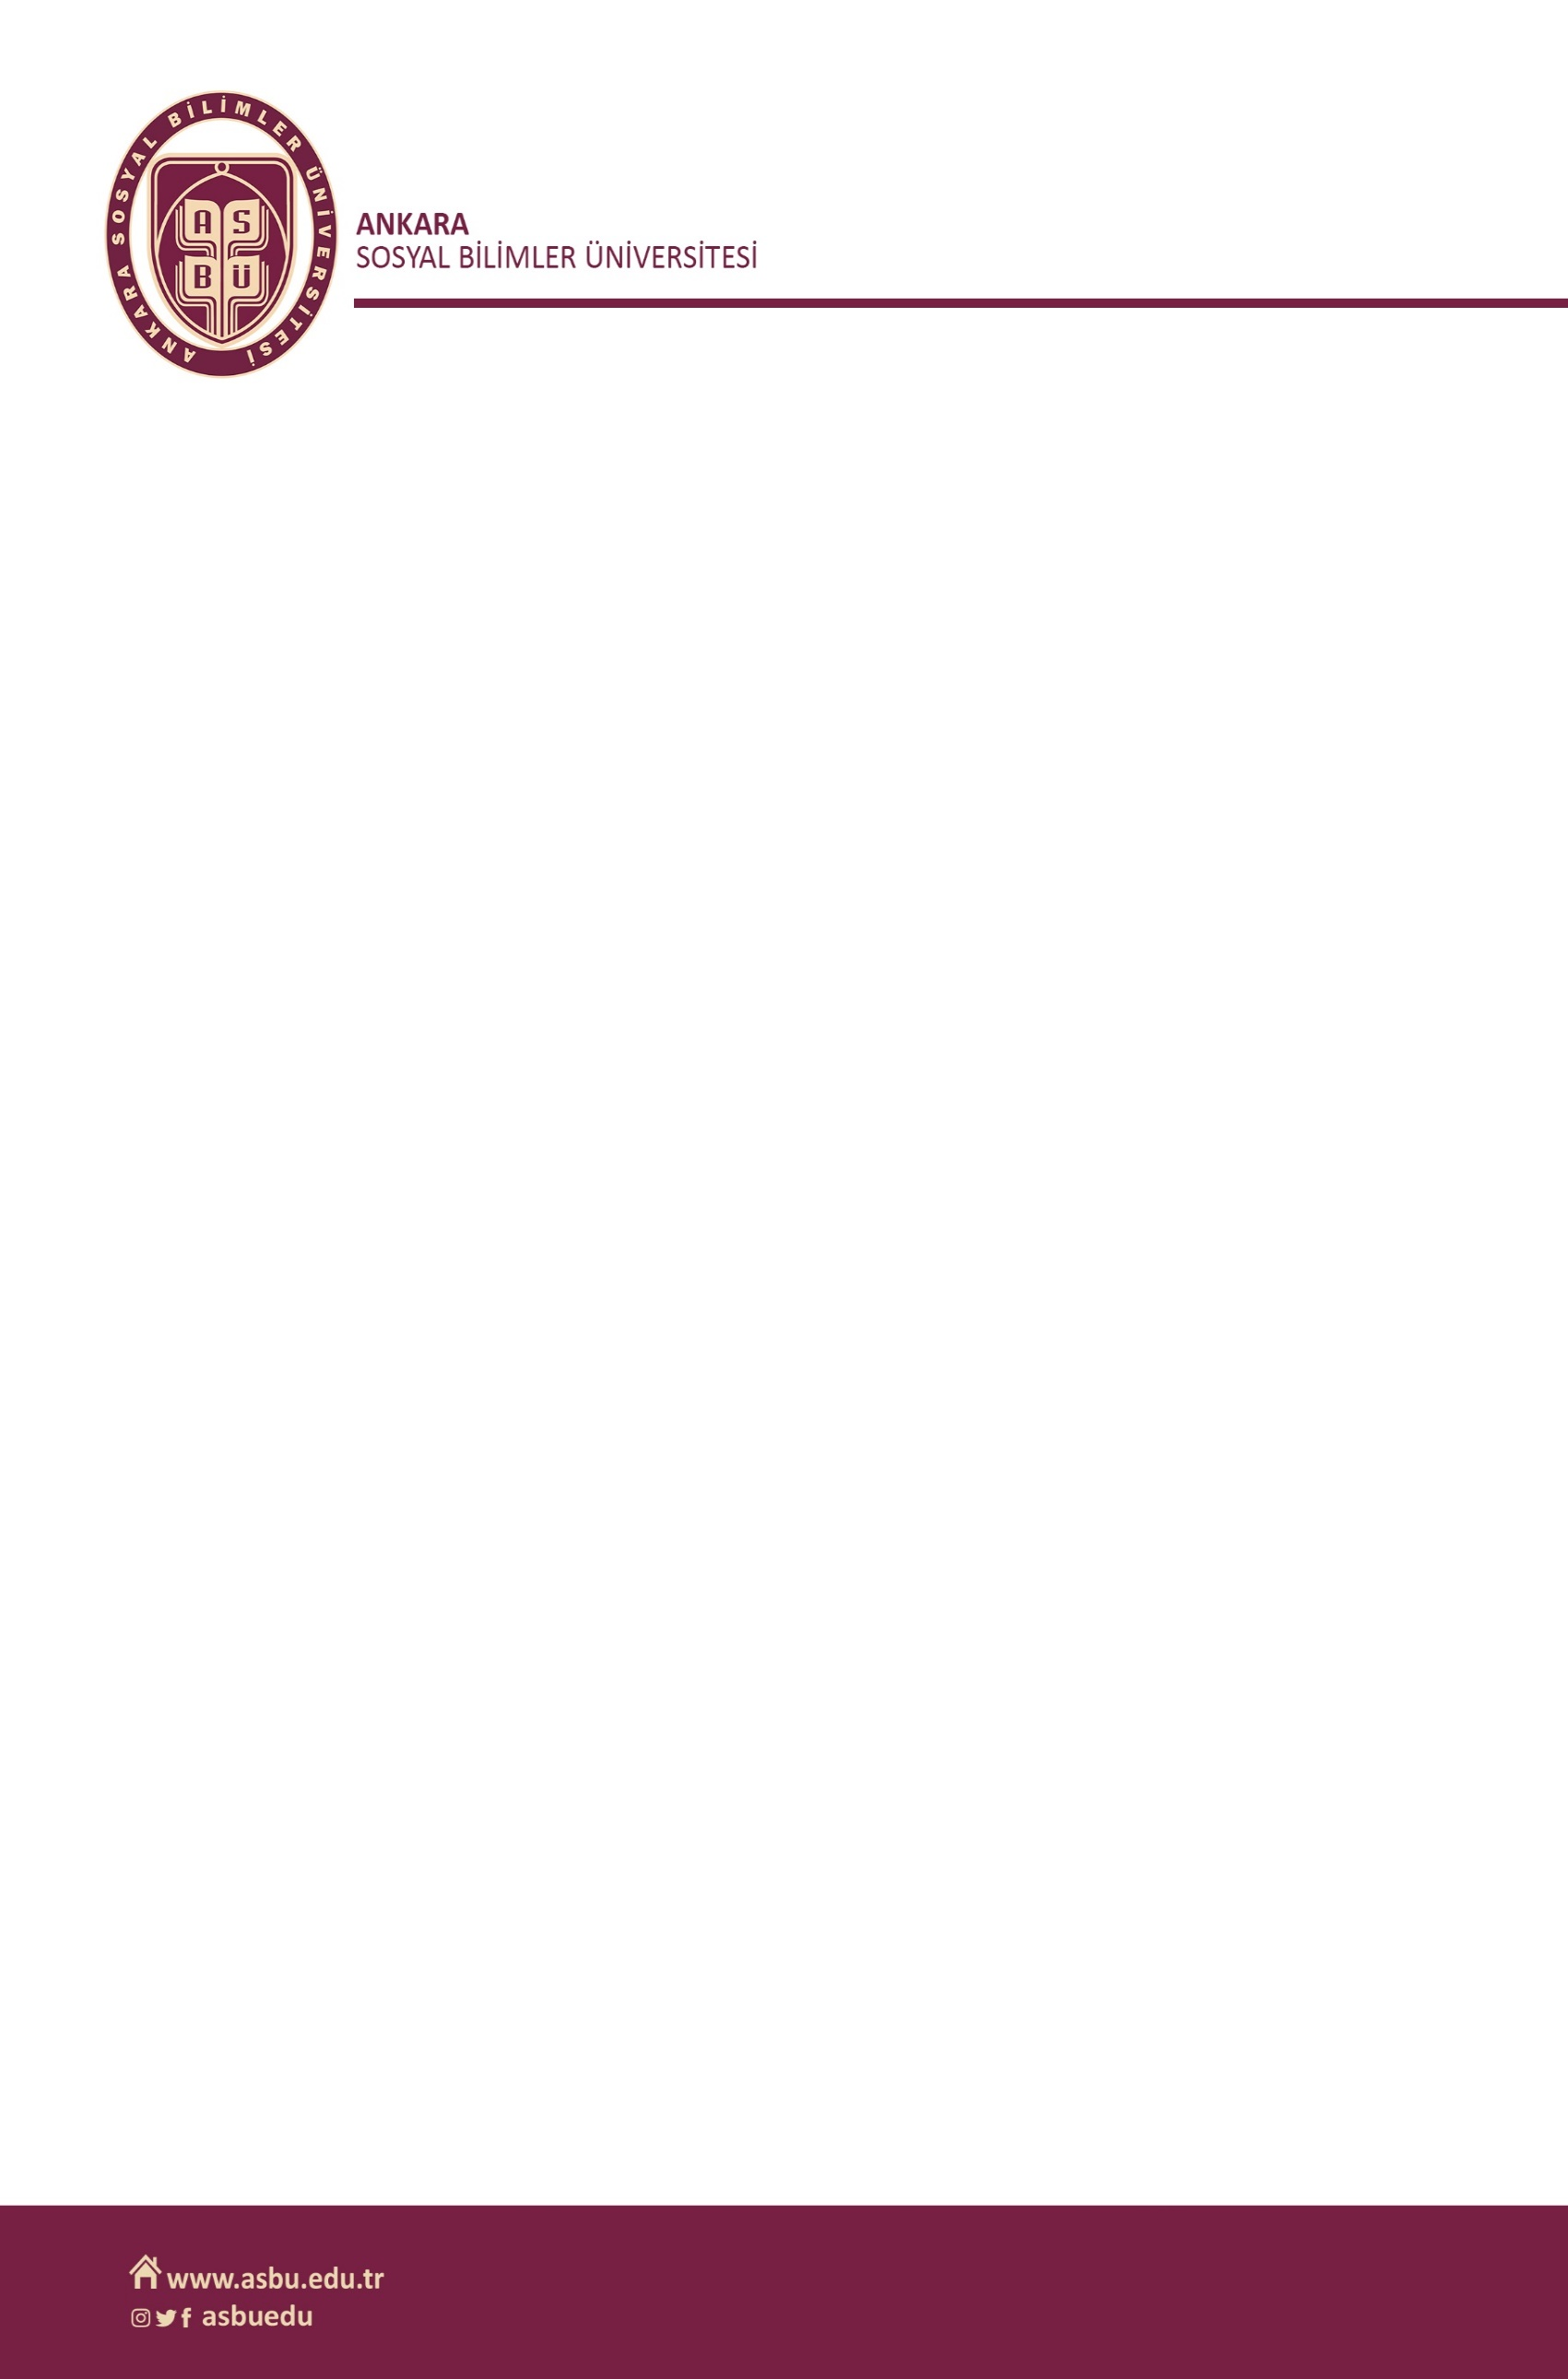 ANKARA SOSYAL BİLİMLER ÜNİVERSİTESİ
A S
B Ü
ANKARA
SOSYAL BİLİMLER ÜNİVERSİTESİ
www.asbu.edu.tr
asbuedu